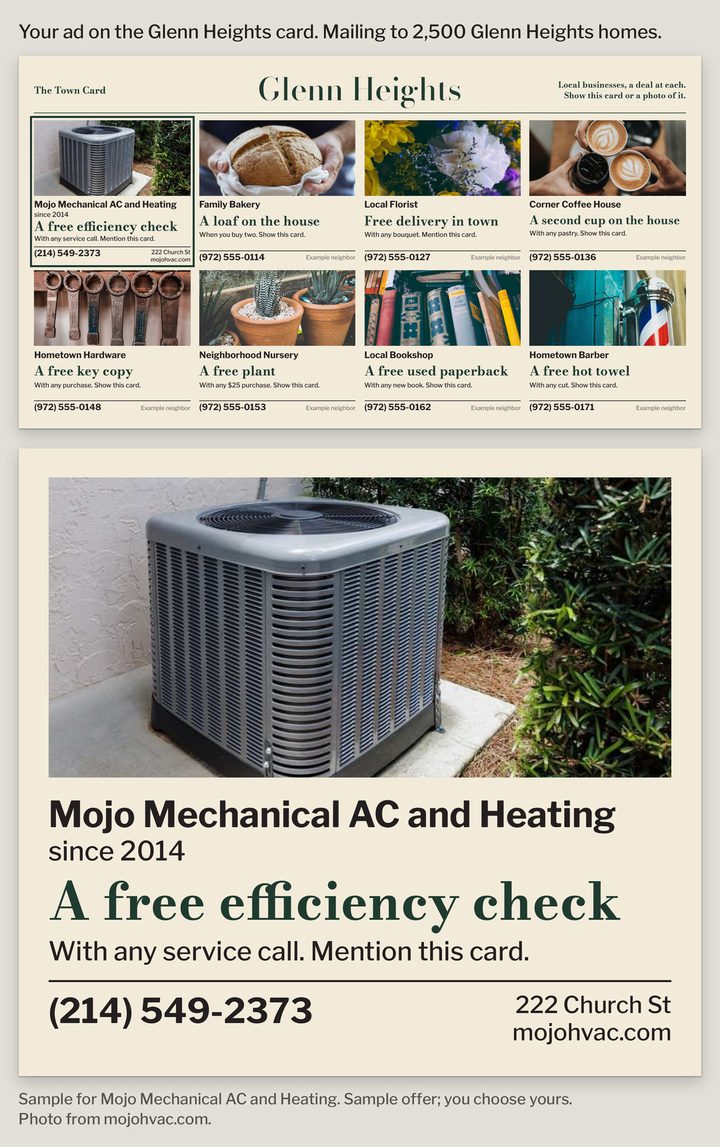 Your ad on the Glenn Heights card. Mailing to 2,500 Glenn Heights homes.
The Town Card
Glenn Heights
Local businesses, a deal at each.
Show this card or a photo of it.
Mojo Mechanical AC and Heating
since 2014
A free efficiency check
With any service call. Mention this card.
(214) 549-2373
222 Church St
mojohvac.com
Family Bakery
A loaf on the house
When you buy two. Show this card.
(972) 555-0114
Example neighbor
Local Florist
Free delivery in town
With any bouquet. Mention this card.
(972) 555-0127
Example neighbor
Corner Coffee House
A second cup on the house
With any pastry. Show this card.
(972) 555-0136
Example neighbor
Hometown Hardware
A free key copy
With any purchase. Show this card.
(972) 555-0148
Example neighbor
Neighborhood Nursery
A free plant
With any $25 purchase. Show this card.
(972) 555-0153
Example neighbor
Local Bookshop
A free used paperback
With any new book. Show this card.
(972) 555-0162
Example neighbor
Hometown Barber
A free hot towel
With any cut. Show this card.
(972) 555-0171
Example neighbor
Mojo Mechanical AC and Heating
since 2014
A free efficiency check
With any service call. Mention this card.
(214) 549-2373
222 Church St
mojohvac.com
Sample for Mojo Mechanical AC and Heating. Sample offer; you choose yours.
Photo from mojohvac.com.